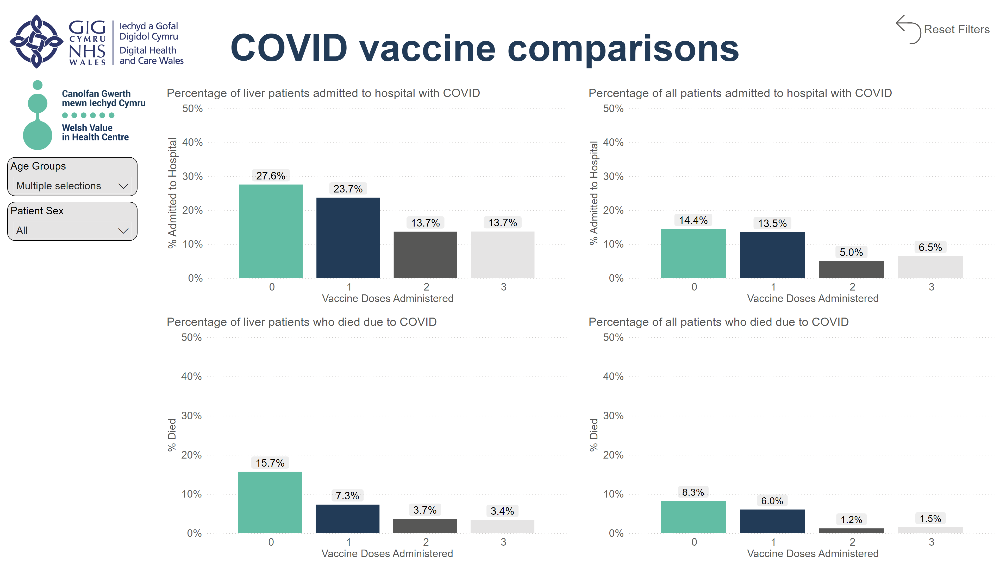 GIG
CYMRU
NHS
WALES
Iechyd a Gofal
Digidol Cymru
Digital Health
and Care Wales
COVID vaccine comparisons
Reset Filters
Canolfan Gwerth
mewn Iechyd Cymru
Welsh Value
in Health Centre
Age Groups
Multiple selections
Patient Sex
All
Percentage of liver patients admitted to hospital with COVID
% Admitted to Hospital
50%
40%
30%
20%
10%
0%
27.6%
23.7%
13.7%
13.7%
0 1 2 3
Vaccine Doses Administered
Percentage of all patients admitted to hospital with COVID
% Admitted to Hospital
50%
40%
30%
20%
10%
0%
14.4%
13.5%
5.0%
6.5%
0 1 2 3
Vaccine Doses Administered
Percentage of liver patients who died due to COVID
% Died
50%
40%
30%
20%
10%
0%
15.7%
7.3%
3.7%
3.4%
0 1 2 3
Vaccine Doses Administered
Percentage of all patients who died due to COVID
% Died
50%
40%
30%
20%
10%
0%
8.3%
6.0%
1.2%
1.5%
0 1 2 3
Vaccine Doses Administered